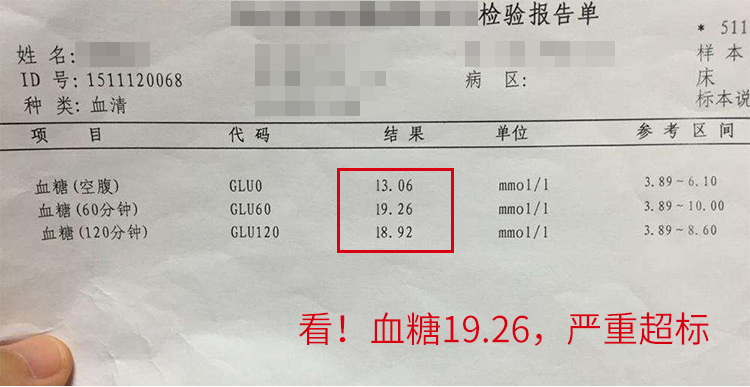 检验报告单
* 511
姓 名:
样 本
ID 号: 1511120068
病 区:
床
种 类: 血清
标本说
项 目 代 码 结 果 单位 参 考 区 间
血糖(空腹) GLU0 13.06 mmol/l 3.89~6.10
血糖(60分钟) GLU60 19.26 mmol/l 3.89~10.00
血糖(120分钟) GLU120 18.92 mmol/l 3.89~8.60
看！血糖19.26，严重超标